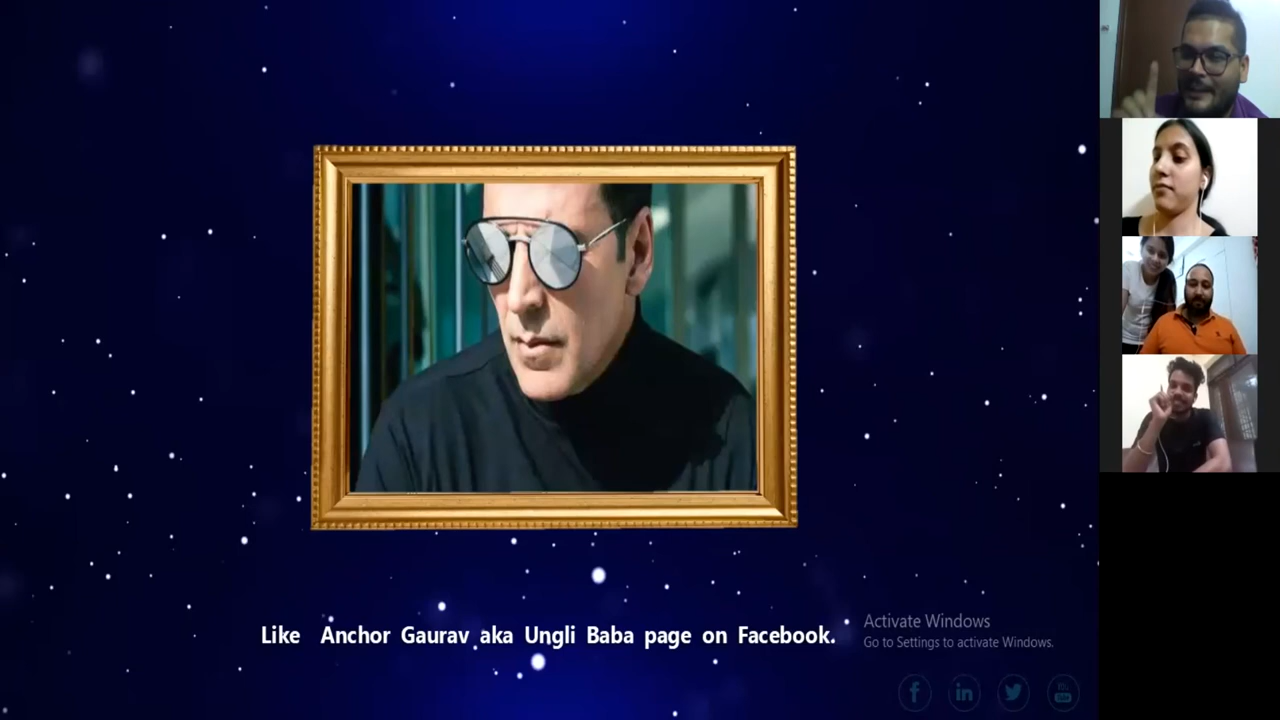 Like Anchor Gaurav aka Ungli Baba page on Facebook.
Activate Windows
Go to Settings to activate Windows.